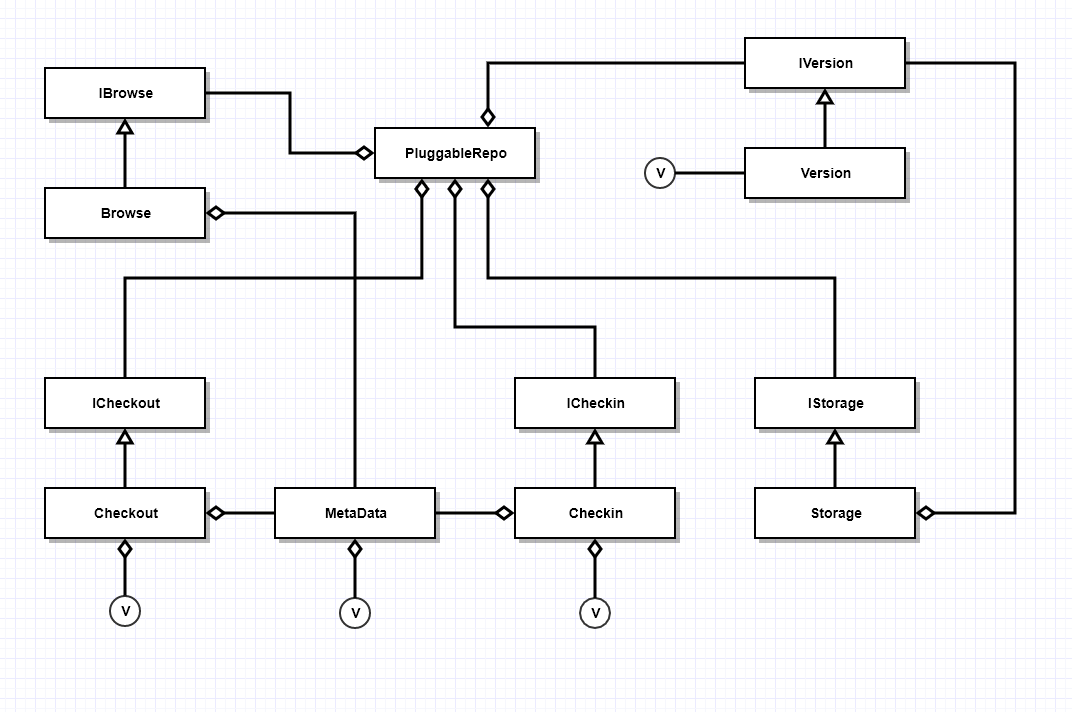 IVersion
IBrowse
PluggableRepo
V
Version
Browse
ICheckout
ICheckin
IStorage
Checkout
MetaData
Checkin
Storage
V
V
V